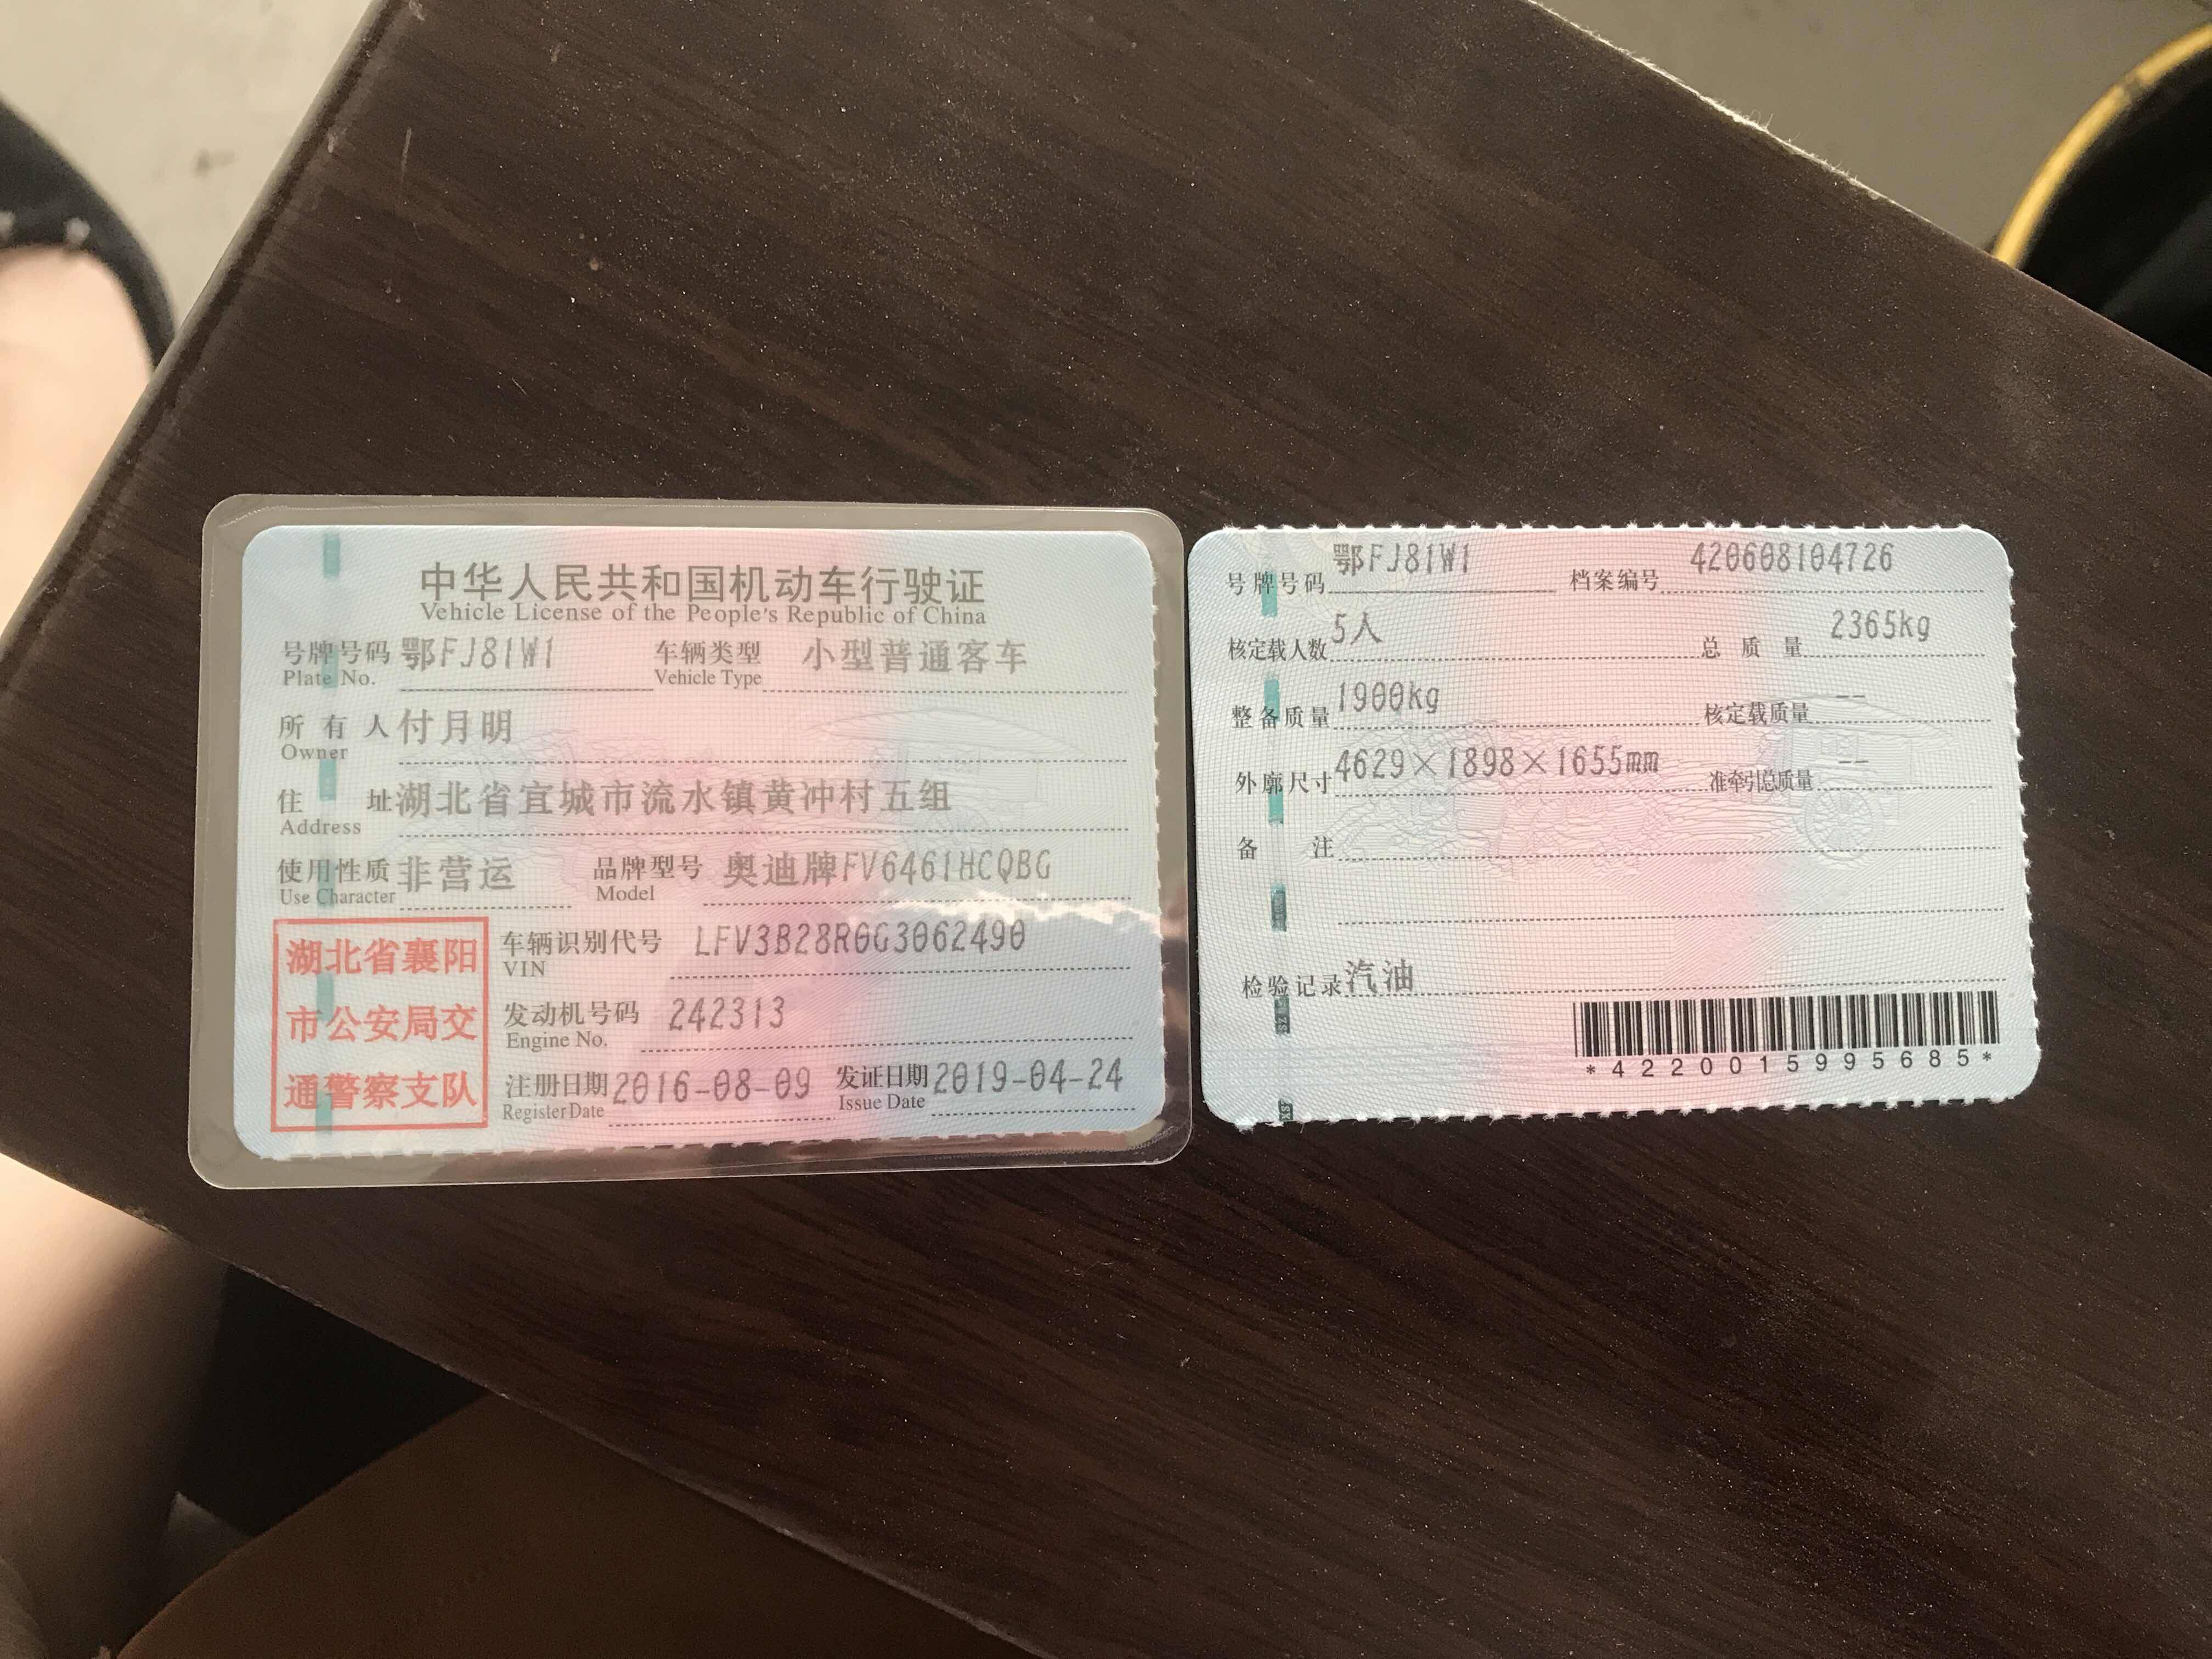 中华人民共和国机动车行驶证
Vehicle License of the People's Republic of China
号牌号码 鄂FJ81W1 车辆类型 小型普通客车
Plate No. Vehicle Type
所有人 付月明
Owner
住址 湖北省宜城市流水镇黄冲村五组
Address
使用性质 非营运 品牌型号 奥迪牌FV6461HCQBG
Use Character Model
湖北省襄阳
市公安局交
通警察支队
车辆识别代号 LFV3B28R0G3062490
VIN
发动机号码 242313
Engine No.
注册日期 2016-08-09 发证日期 2019-04-24
Register Date Issue Date
号牌号码 鄂FJ81W1 档案编号 420608104726
核定载人数 5人 总质量 2365kg
整备质量 1900kg 核定载质量 --
外廓尺寸 4629×1898×1655mm 准牵引总质量 --
备注
检验记录 汽油
*4220015995685*